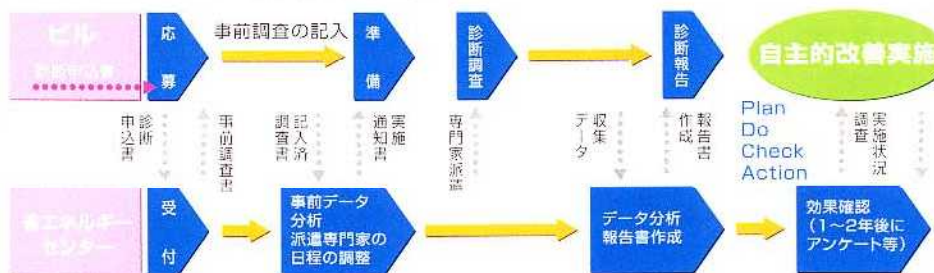 ビル
診断申込書
応募
事前調査の記入
準備
診断調査
診断報告
自主的改善実施
診断
申込書
事前調査書
記入済
調査書
実施
通知書
専門家派遣
収集
データ
報告書
作成
Plan
Do
Check
Action
実施状況
調査
省エネルギー
センター
受付
事前データ
分析
派遣専門家の
日程の調整
データ分析
報告書作成
効果確認
(1〜2年後に
アンケート等)